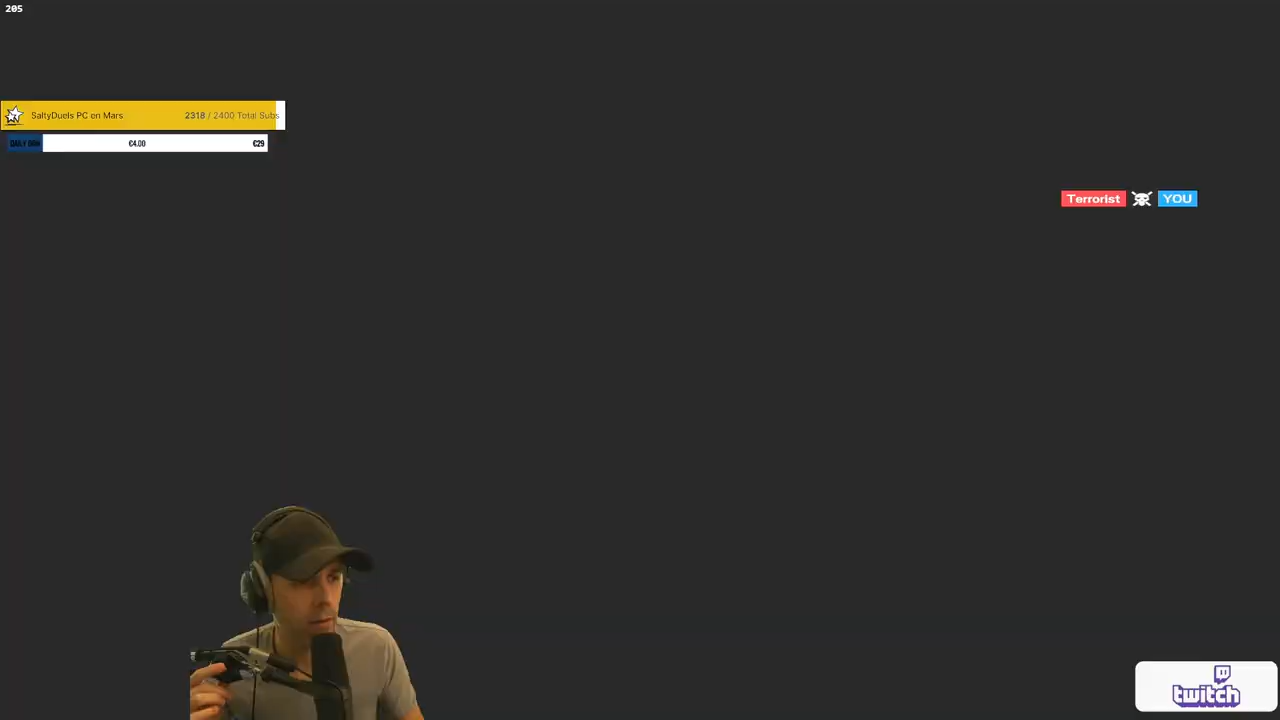 205
SaltyDuels PC en Mars 2318 / 2400 Total Subs
€4.00 €29
Terrorist YOU
twitch